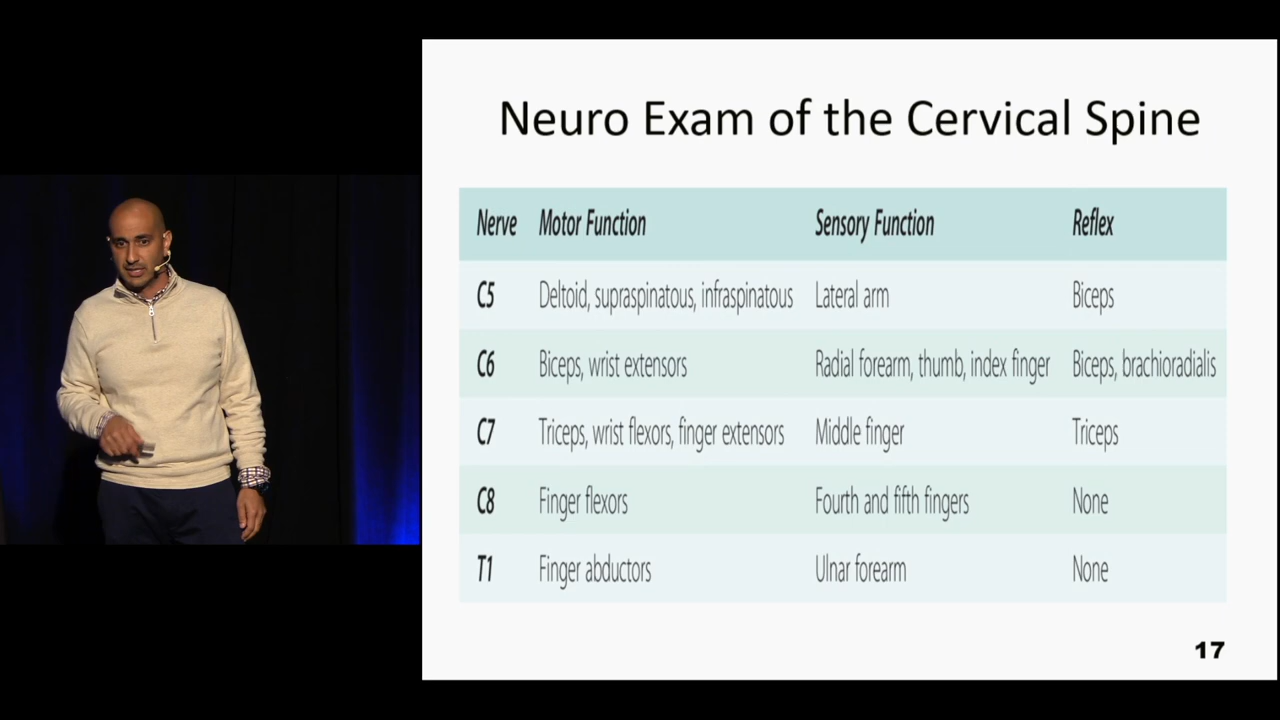 Neuro Exam of the Cervical Spine
Nerve Motor Function Sensory Function Reflex
C5 Deltoid, supraspinatous, infraspinatous Lateral arm Biceps
C6 Biceps, wrist extensors Radial forearm, thumb, index finger Biceps, brachioradialis
C7 Triceps, wrist flexors, finger extensors Middle finger Triceps
C8 Finger flexors Fourth and fifth fingers None
T1 Finger abductors Ulnar forearm None
17